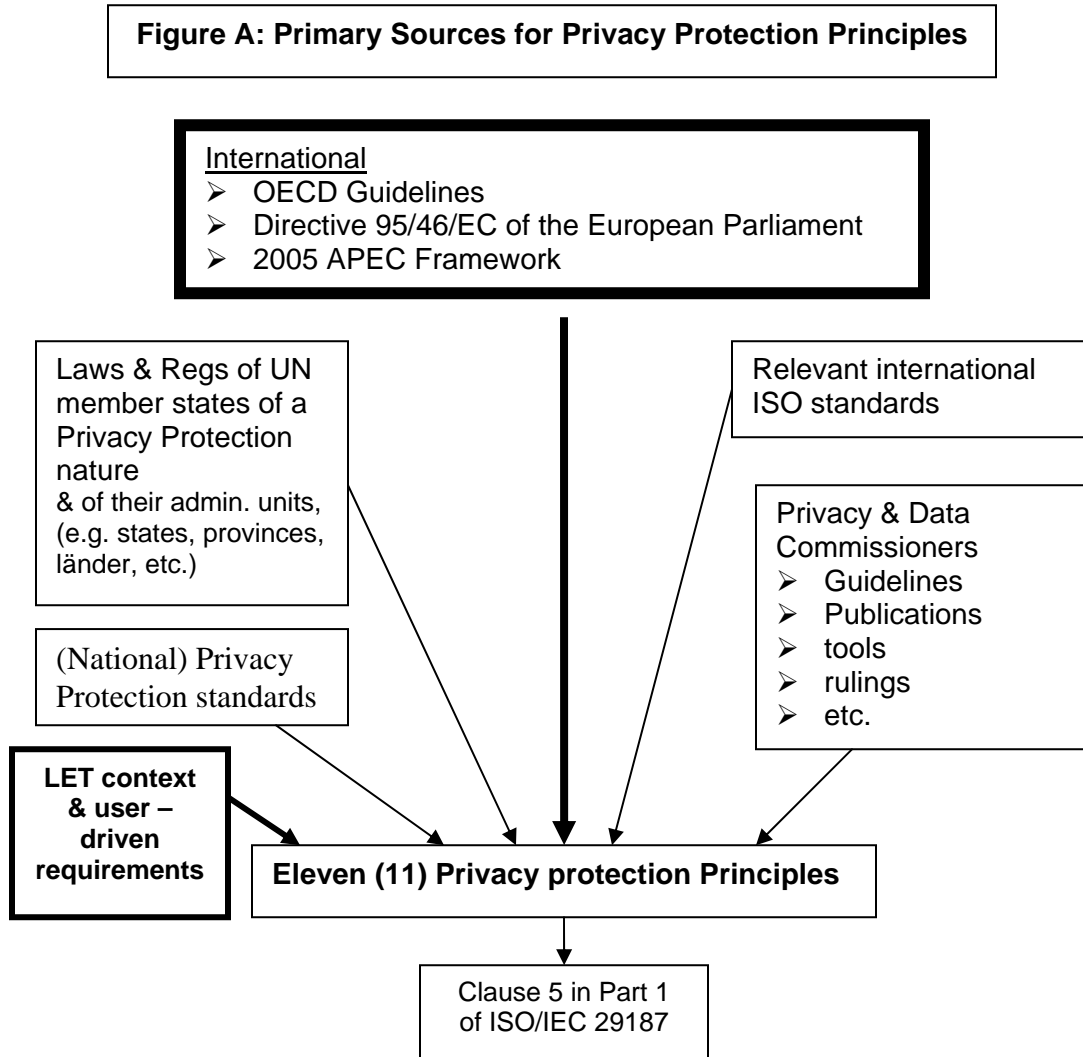 Figure A: Primary Sources for Privacy Protection Principles
International
➢ OECD Guidelines
➢ Directive 95/46/EC of the European Parliament
➢ 2005 APEC Framework
Laws & Regs of UN
member states of a
Privacy Protection
nature
& of their admin. units,
(e.g. states, provinces,
länder, etc.)
Relevant international
ISO standards
Privacy & Data
Commissioners
➢ Guidelines
➢ Publications
➢ tools
➢ rulings
➢ etc.
(National) Privacy
Protection standards
LET context
& user –
driven
requirements
Eleven (11) Privacy protection Principles
Clause 5 in Part 1
of ISO/IEC 29187